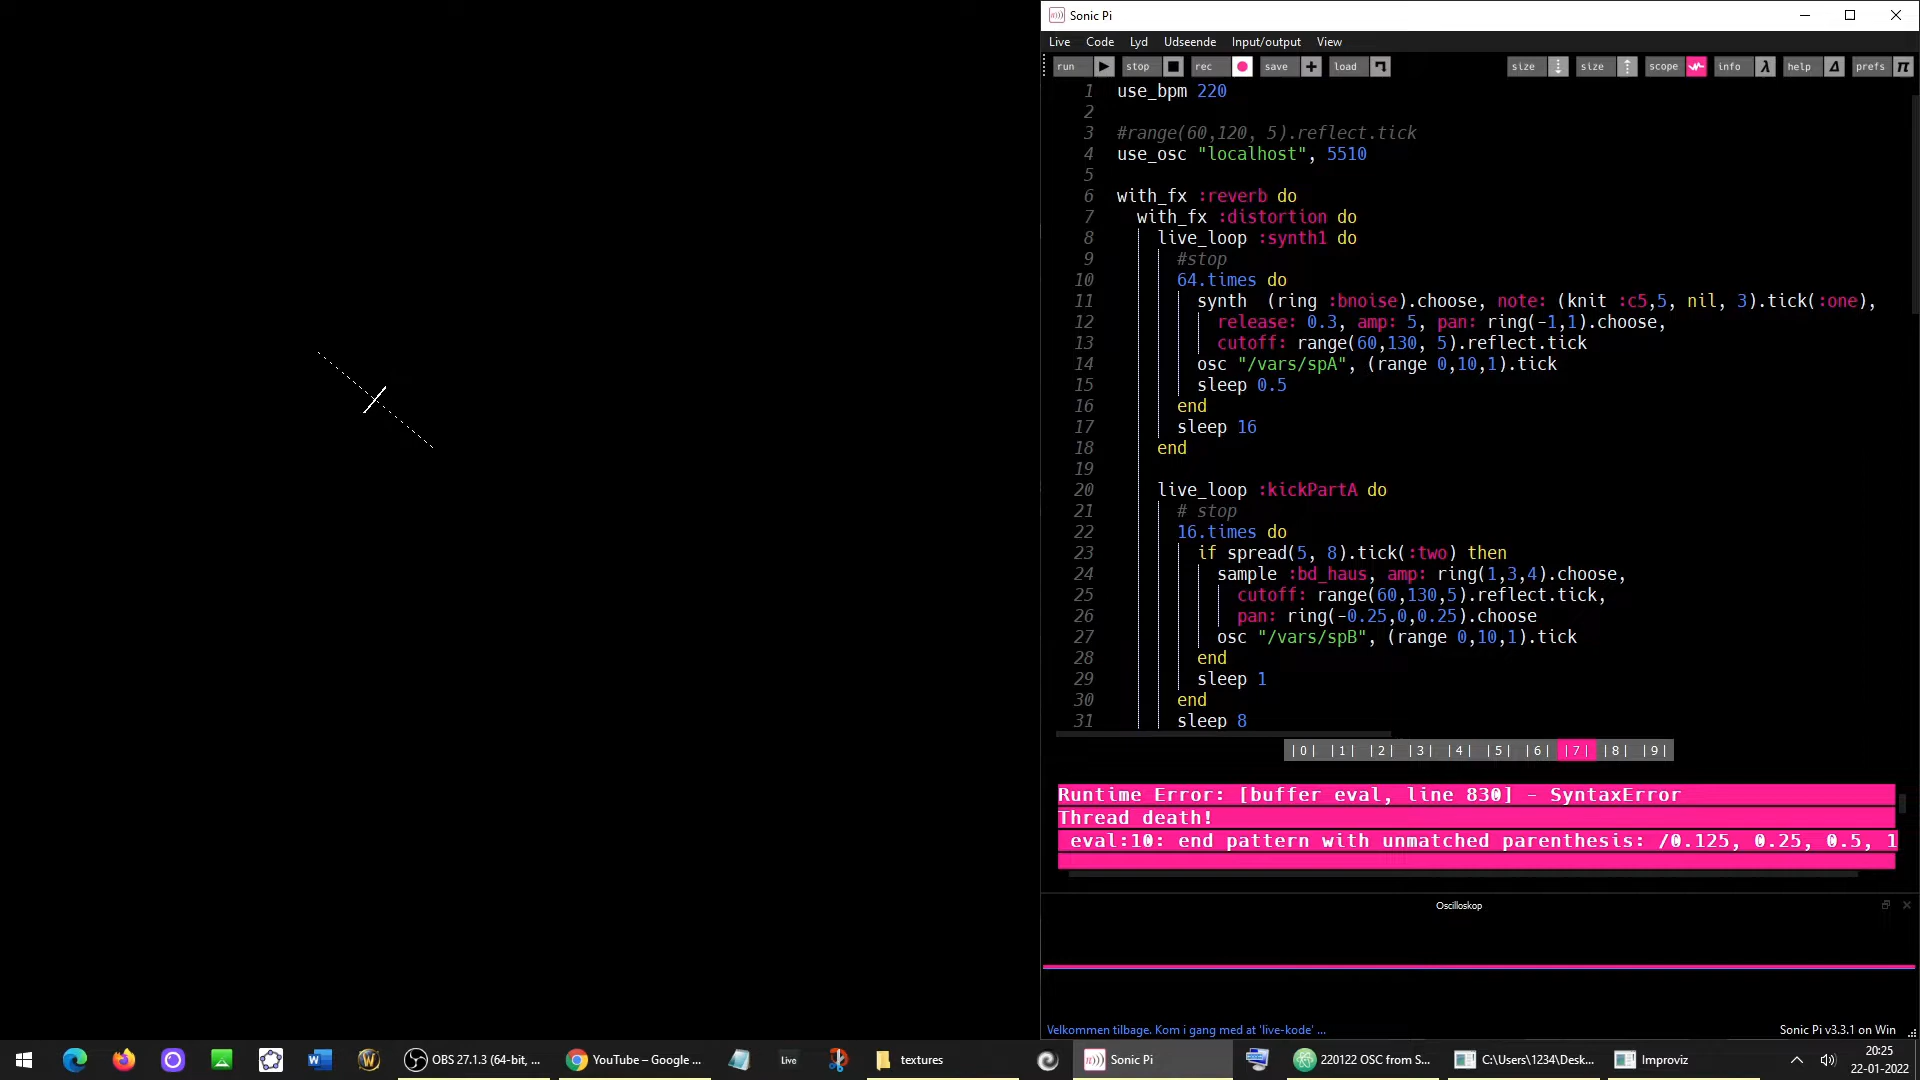 Sonic Pi
Live Code Lyd Udseende Input/output View
run stop rec save load size size scope info help prefs
1 use_bpm 220
2
3 #range(60,120, 5).reflect.tick
4 use_osc "localhost", 5510
5
6 with_fx :reverb do
7 with_fx :distortion do
8 live_loop :synth1 do
9 #stop
10 64.times do
11 synth  (ring :bnoise).choose, note: (knit :c5,5, nil, 3).tick(:one),
12 release: 0.3, amp: 5, pan: ring(-1,1).choose,
13 cutoff: range(60,130, 5).reflect.tick
14 osc "/vars/spA", (range 0,10,1).tick
15 sleep 0.5
16 end
17 sleep 16
18 end
19
20 live_loop :kickPartA do
21 # stop
22 16.times do
23 if spread(5, 8).tick(:two) then
24 sample :bd_haus, amp: ring(1,3,4).choose,
25 cutoff: range(60,130,5).reflect.tick,
26 pan: ring(-0.25,0,0.25).choose
27 osc "/vars/spB", (range 0,10,1).tick
28 end
29 sleep 1
30 end
31 sleep 8
|0| |1| |2| |3| |4| |5| |6| |7| |8| |9|
Runtime Error: [buffer eval, line 830] - SyntaxError
Thread death!
eval:10: end pattern with unmatched parenthesis: /0.125, 0.25, 0.5, 1
Oscilloskop
Velkommen tilbage. Kom i gang med at 'live-kode' ...
Sonic Pi v3.3.1 on Win
OBS 27.1.3 (64-bit, ...
YouTube – Google ...
Live
textures
Sonic Pi
220122 OSC from S...
C:\Users\1234\Desk...
Improviz
20:25
22-01-2022